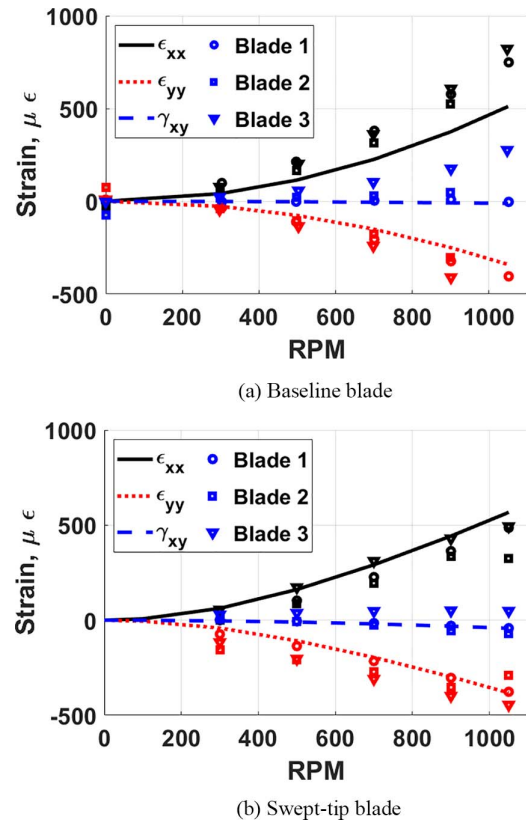 1000
500
0
-500
Strain, μ ϵ
ϵxx
ϵyy
γxy
Blade 1
Blade 2
Blade 3
0 200 400 600 800 1000
RPM
(a) Baseline blade
1000
500
0
-500
Strain, μ ϵ
ϵxx
ϵyy
γxy
Blade 1
Blade 2
Blade 3
0 200 400 600 800 1000
RPM
(b) Swept-tip blade